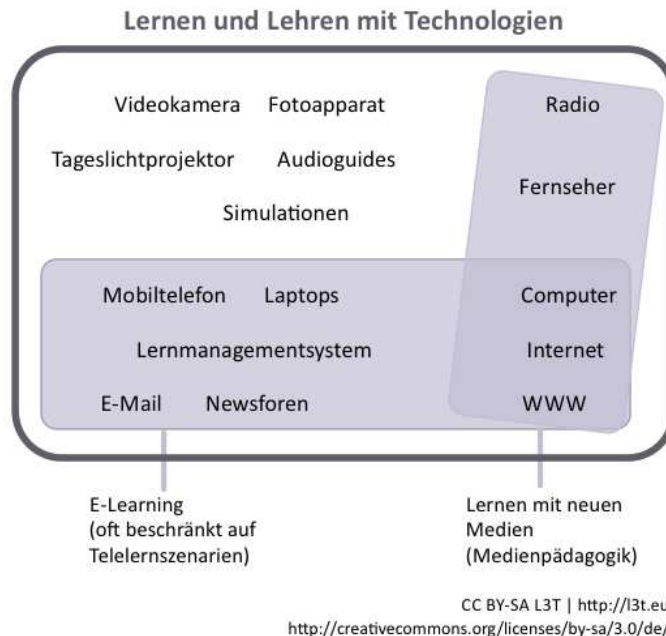 Lernen und Lehren mit Technologien
Videokamera Fotoapparat Radio
Tageslichtprojektor Audioguides
Fernseher
Simulationen
Mobiltelefon Laptops Computer
Lernmanagementsystem Internet
E-Mail Newsforen WWW
E-Learning
(oft beschränkt auf
Telelernszenarien)
Lernen mit neuen
Medien
(Medienpädagogik)
CC BY-SA L3T | http://l3t.eu
http://creativecommons.org/licenses/by-sa/3.0/de/